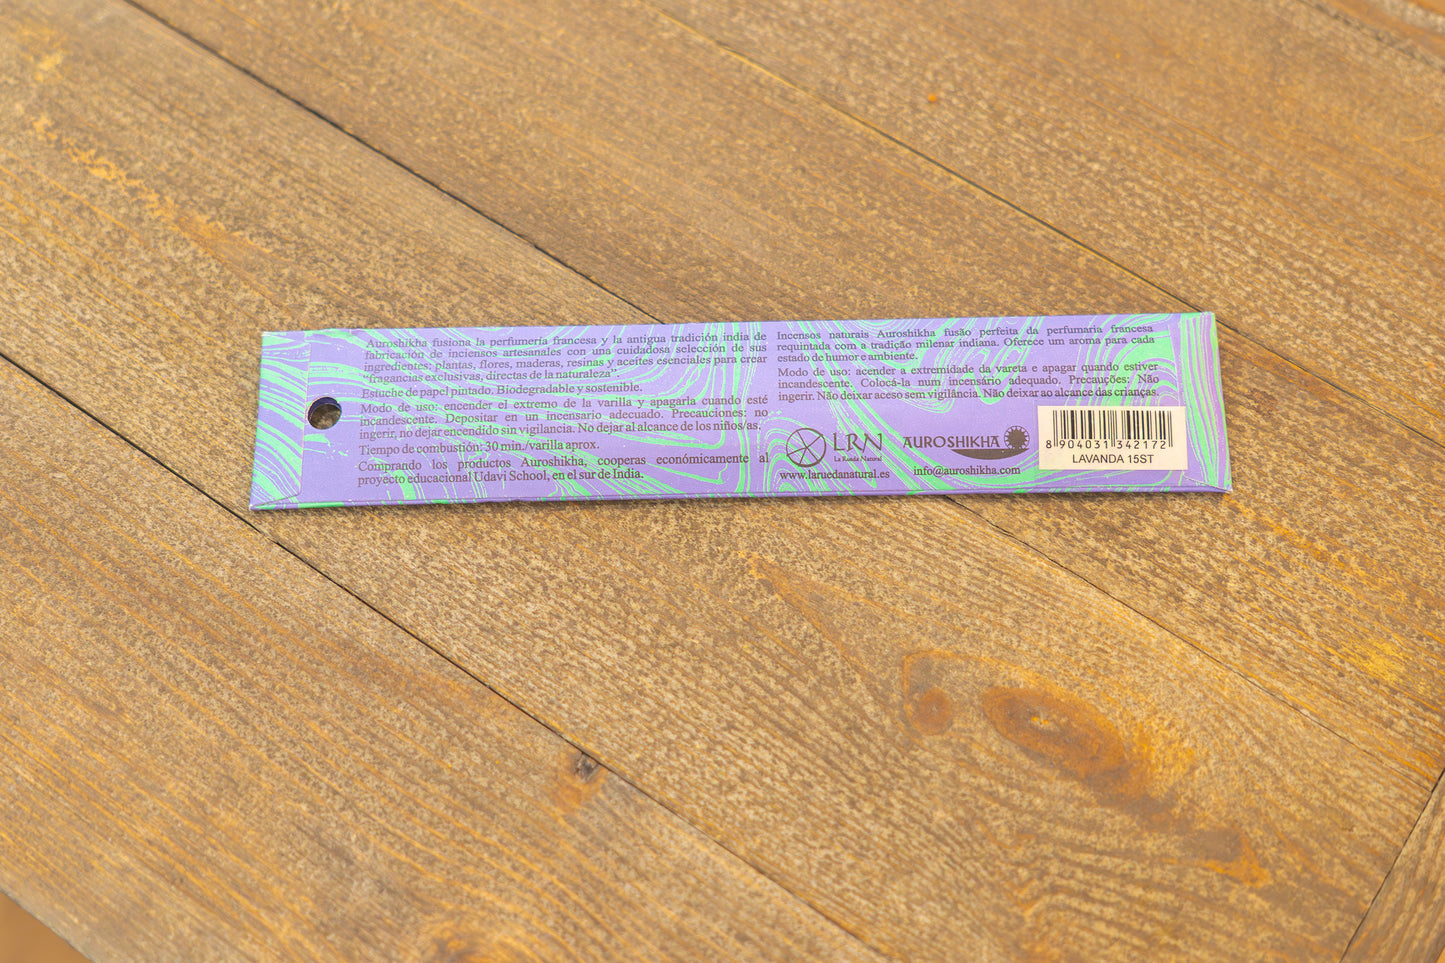 Auroshikha fusiona la perfumería francesa y la antigua tradición india de
fabricación de inciensos artesanales con una cuidadosa selección de sus
ingredientes: plantas, flores, maderas, resinas y aceites esenciales para crear
“fragancias exclusivas, directas de la naturaleza”.
Estuche de papel pintado. Biodegradable y sostenible.
Modo de uso: encender el extremo de la varilla y apagarla cuando esté
incandescente. Depositar en un incensario adecuado. Precauciones: no
ingerir, no dejar encendido sin vigilancia. No dejar al alcance de los niños/as.
Tiempo de combustión: 30 min./varilla aprox.
Comprando los productos Auroshikha, cooperas económicamente al
proyecto educacional Udavi School, en el sur de India.
Incensos naturais Auroshikha fusão perfeita da perfumaria francesa
requintada com a tradição milenar indiana. Oferece um aroma para cada
estado de humor e ambiente.
Modo de uso: acender a extremidade da vareta e apagar quando estiver
incandescente. Colocá-la num incensário adequado. Precauções: Não
ingerir. Não deixar aceso sem vigilância. Não deixar ao alcance das crianças.
LRN
La Rueda Natural
www.laruedanatural.es
AUROSHIKHA
info@auroshikha.com
8 904031 342172
LAVANDA 15ST